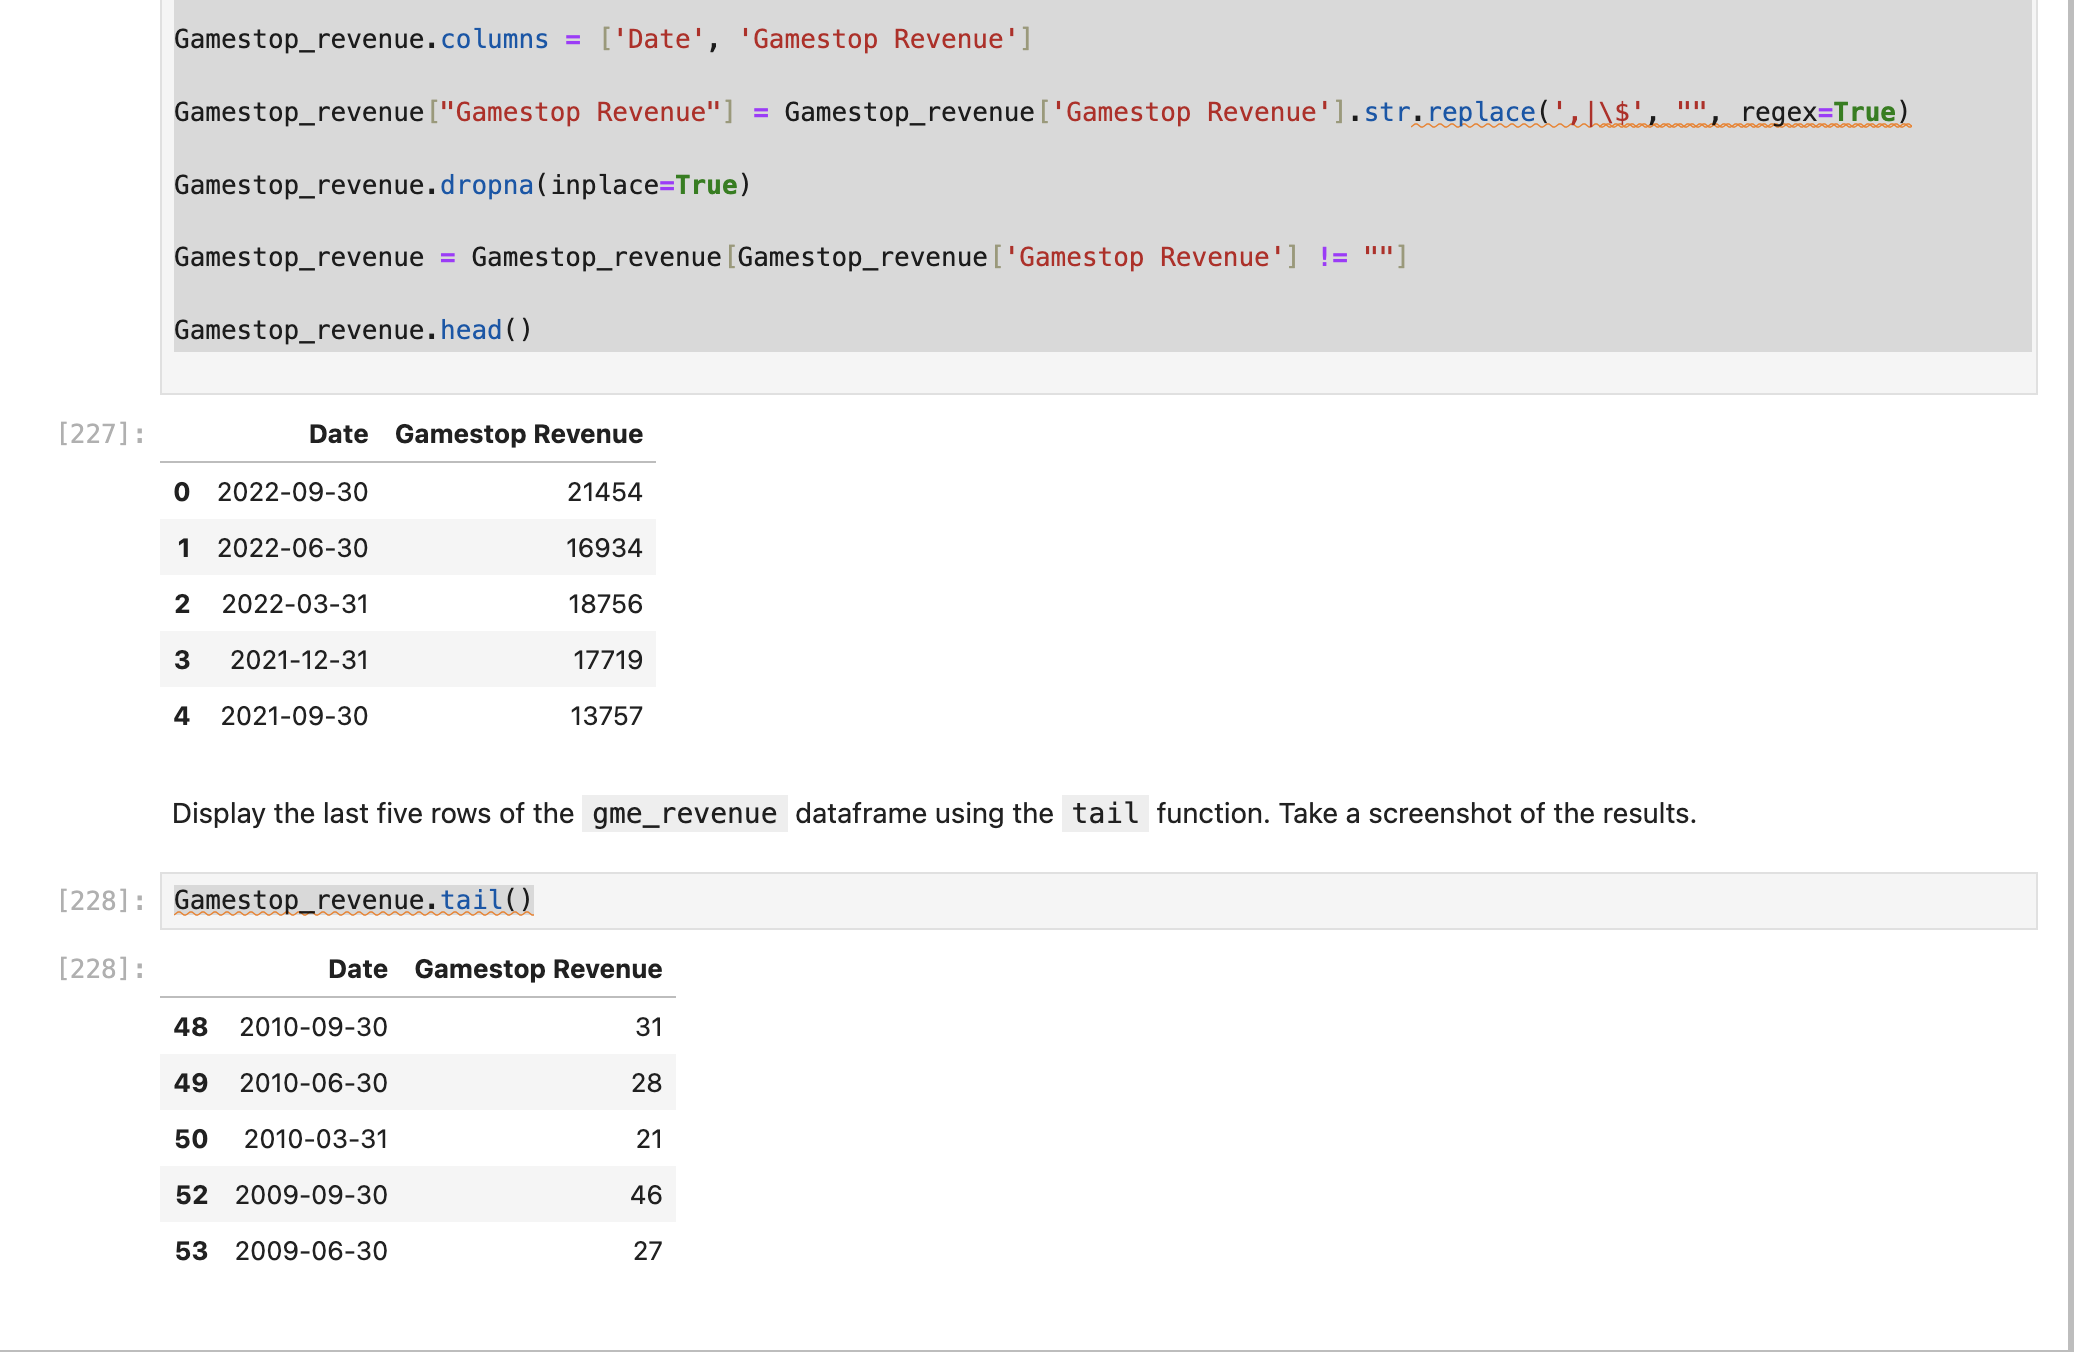 Gamestop_revenue.columns = ['Date', 'Gamestop Revenue']
Gamestop_revenue["Gamestop Revenue"] = Gamestop_revenue['Gamestop Revenue'].str.replace(',|\$', "", regex=True)
Gamestop_revenue.dropna(inplace=True)
Gamestop_revenue = Gamestop_revenue[Gamestop_revenue['Gamestop Revenue'] != ""]
Gamestop_revenue.head()
[227]: Date Gamestop Revenue
0 2022-09-30 21454
1 2022-06-30 16934
2 2022-03-31 18756
3 2021-12-31 17719
4 2021-09-30 13757
Display the last five rows of the gme_revenue dataframe using the tail function. Take a screenshot of the results.
[228]: Gamestop_revenue.tail()
[228]: Date Gamestop Revenue
48 2010-09-30 31
49 2010-06-30 28
50 2010-03-31 21
52 2009-09-30 46
53 2009-06-30 27